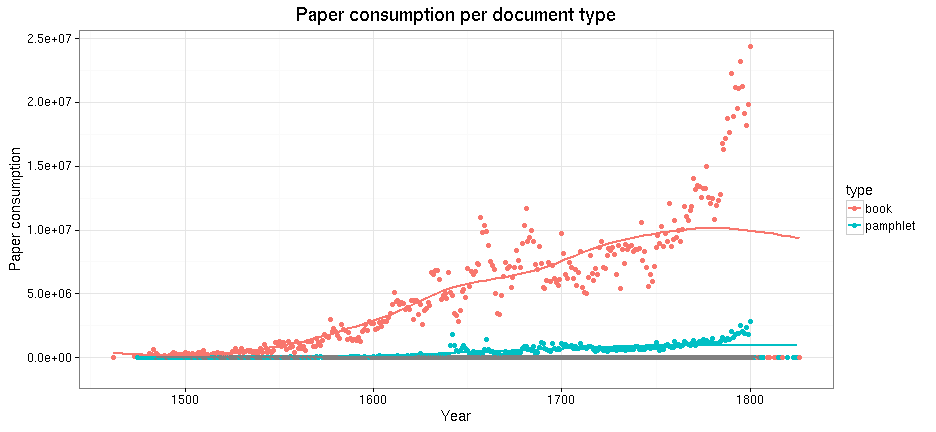 Paper consumption per document type
2.5e+07
2.0e+07
1.5e+07
1.0e+07
5.0e+06
0.0e+00
Paper consumption
1500
1600
1700
1800
Year
type
book
pamphlet